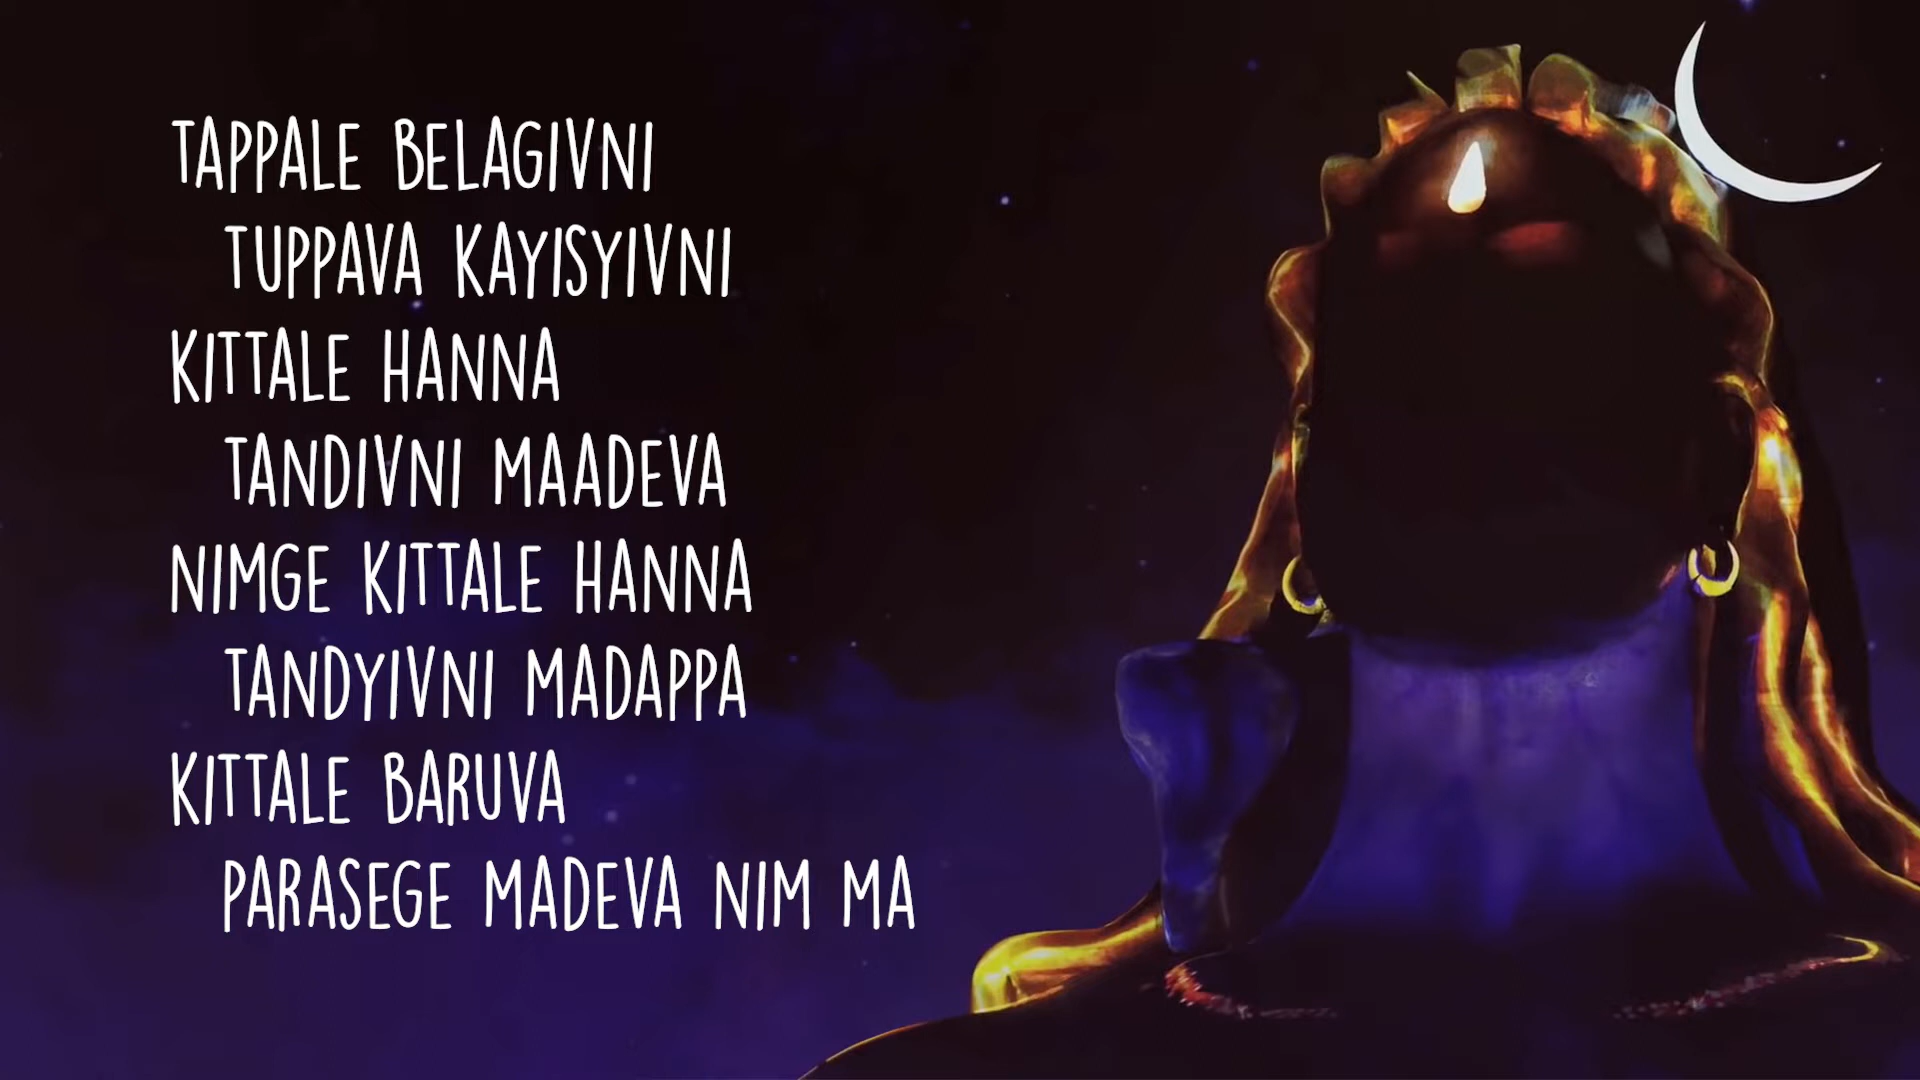 TAPPALE BELAGIVNI
TUPPAVA KAYISYIVNI
KITTALE HANNA
TANDIVNI MAADEVA
NIMGE KITTALE HANNA
TANDYIVNI MADAPPA
KITTALE BARUVA
PARASEGE MADEVA NIM MA